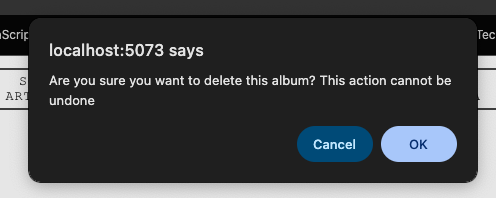 localhost:5073 says
Are you sure you want to delete this album? This action cannot be
undone
Cancel
OK